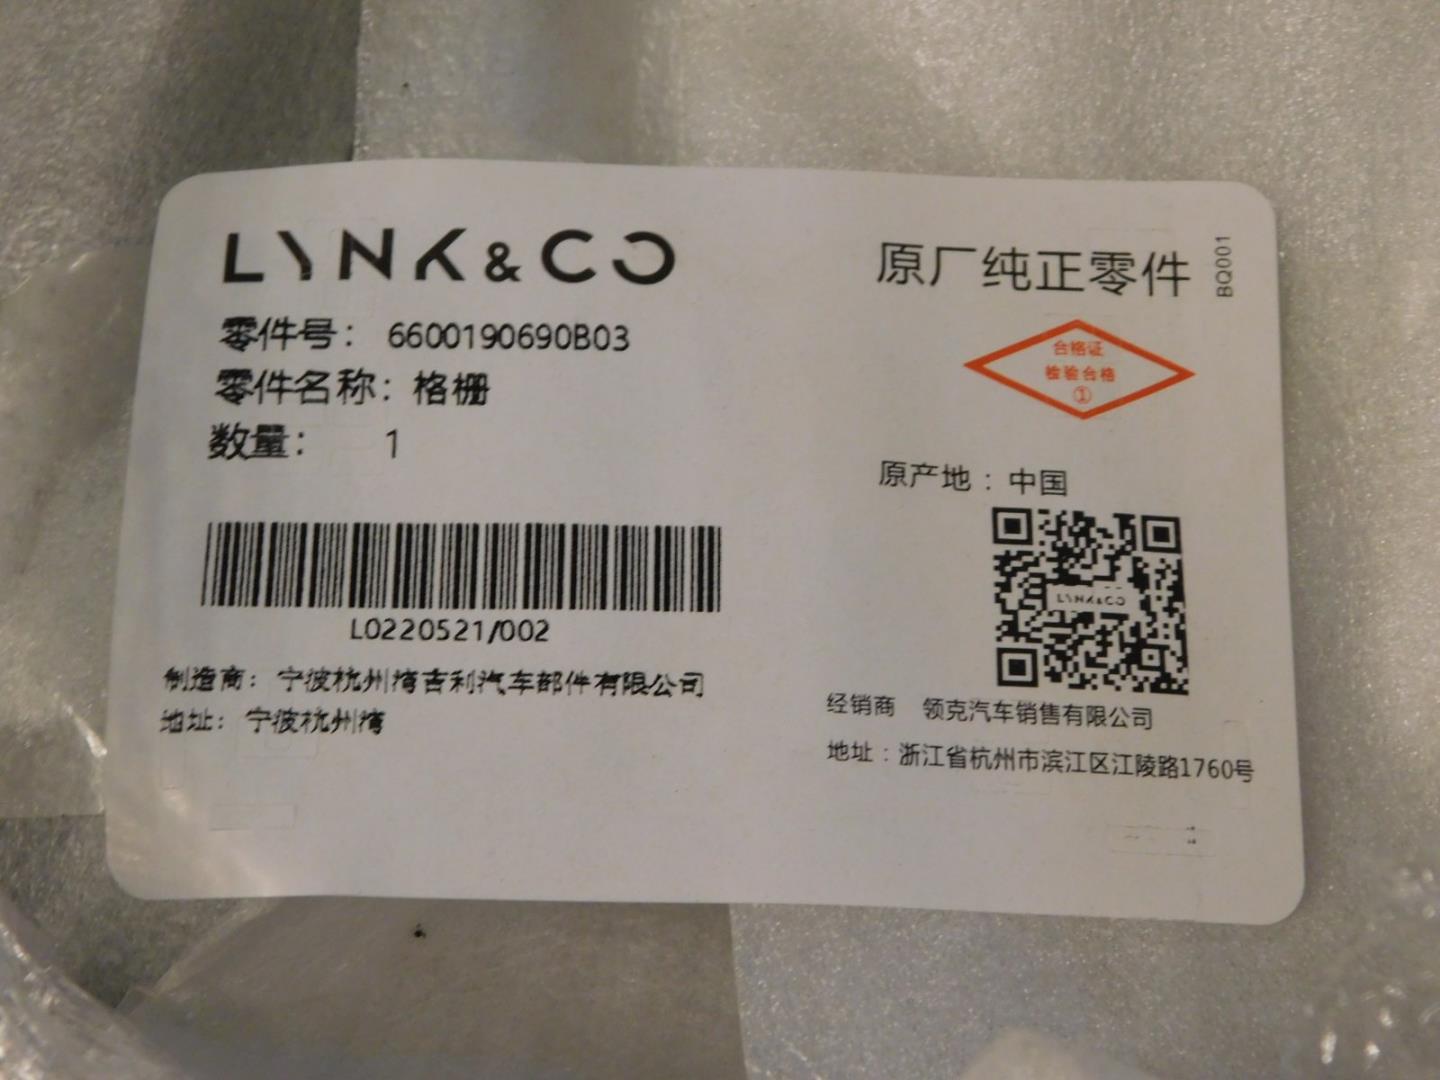 LYNK&CO
零件号： 6600190690B03
零件名称：格栅
数量： 1
L0220521/002
制造商：宁波杭州湾吉利汽车部件有限公司
地址：宁波杭州湾
原厂纯正零件
BQ001
合格证
检验合格
①
原产地：中国
LYNK&CO
经销商 领克汽车销售有限公司
地址：浙江省杭州市滨江区江陵路1760号